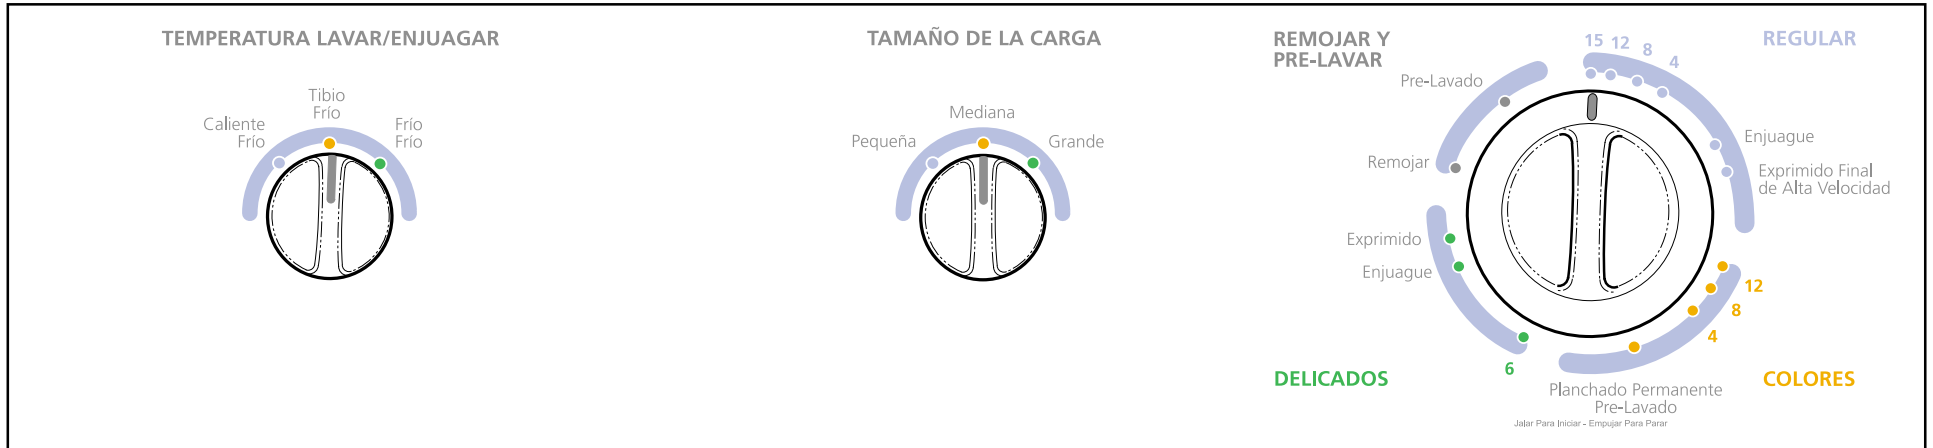 TEMPERATURA LAVAR/ENJUAGAR
Tibio
Frío
Caliente
Frío
Frío
Frío
TAMAÑO DE LA CARGA
Mediana
Pequeña
Grande
REMOJAR Y
PRE-LAVAR
15 12 8 4
REGULAR
Pre-Lavado
Remojar
Enjuague
Exprimido Final
de Alta Velocidad
Exprimido
Enjuague
12
8
4
6
DELICADOS
COLORES
Planchado Permanente
Pre-Lavado
Jalar Para Iniciar - Empujar Para Parar